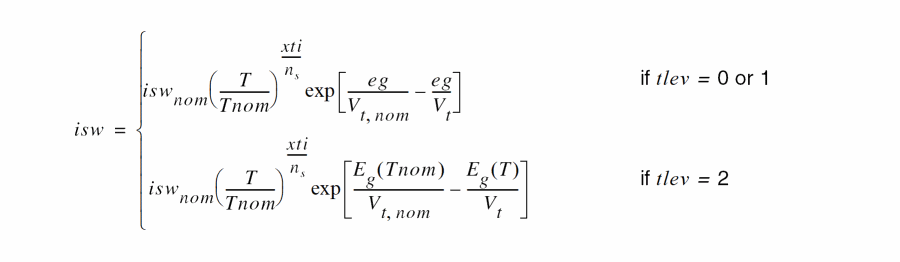 isw = { isw_nom (T/Tnom)^(xti/n_s) exp[eg/V_t, nom – eg/V_t] if tlev = 0 or 1
isw_nom (T/Tnom)^(xti/n_s) exp[E_g(Tnom)/V_t, nom – E_g(T)/V_t] if tlev = 2